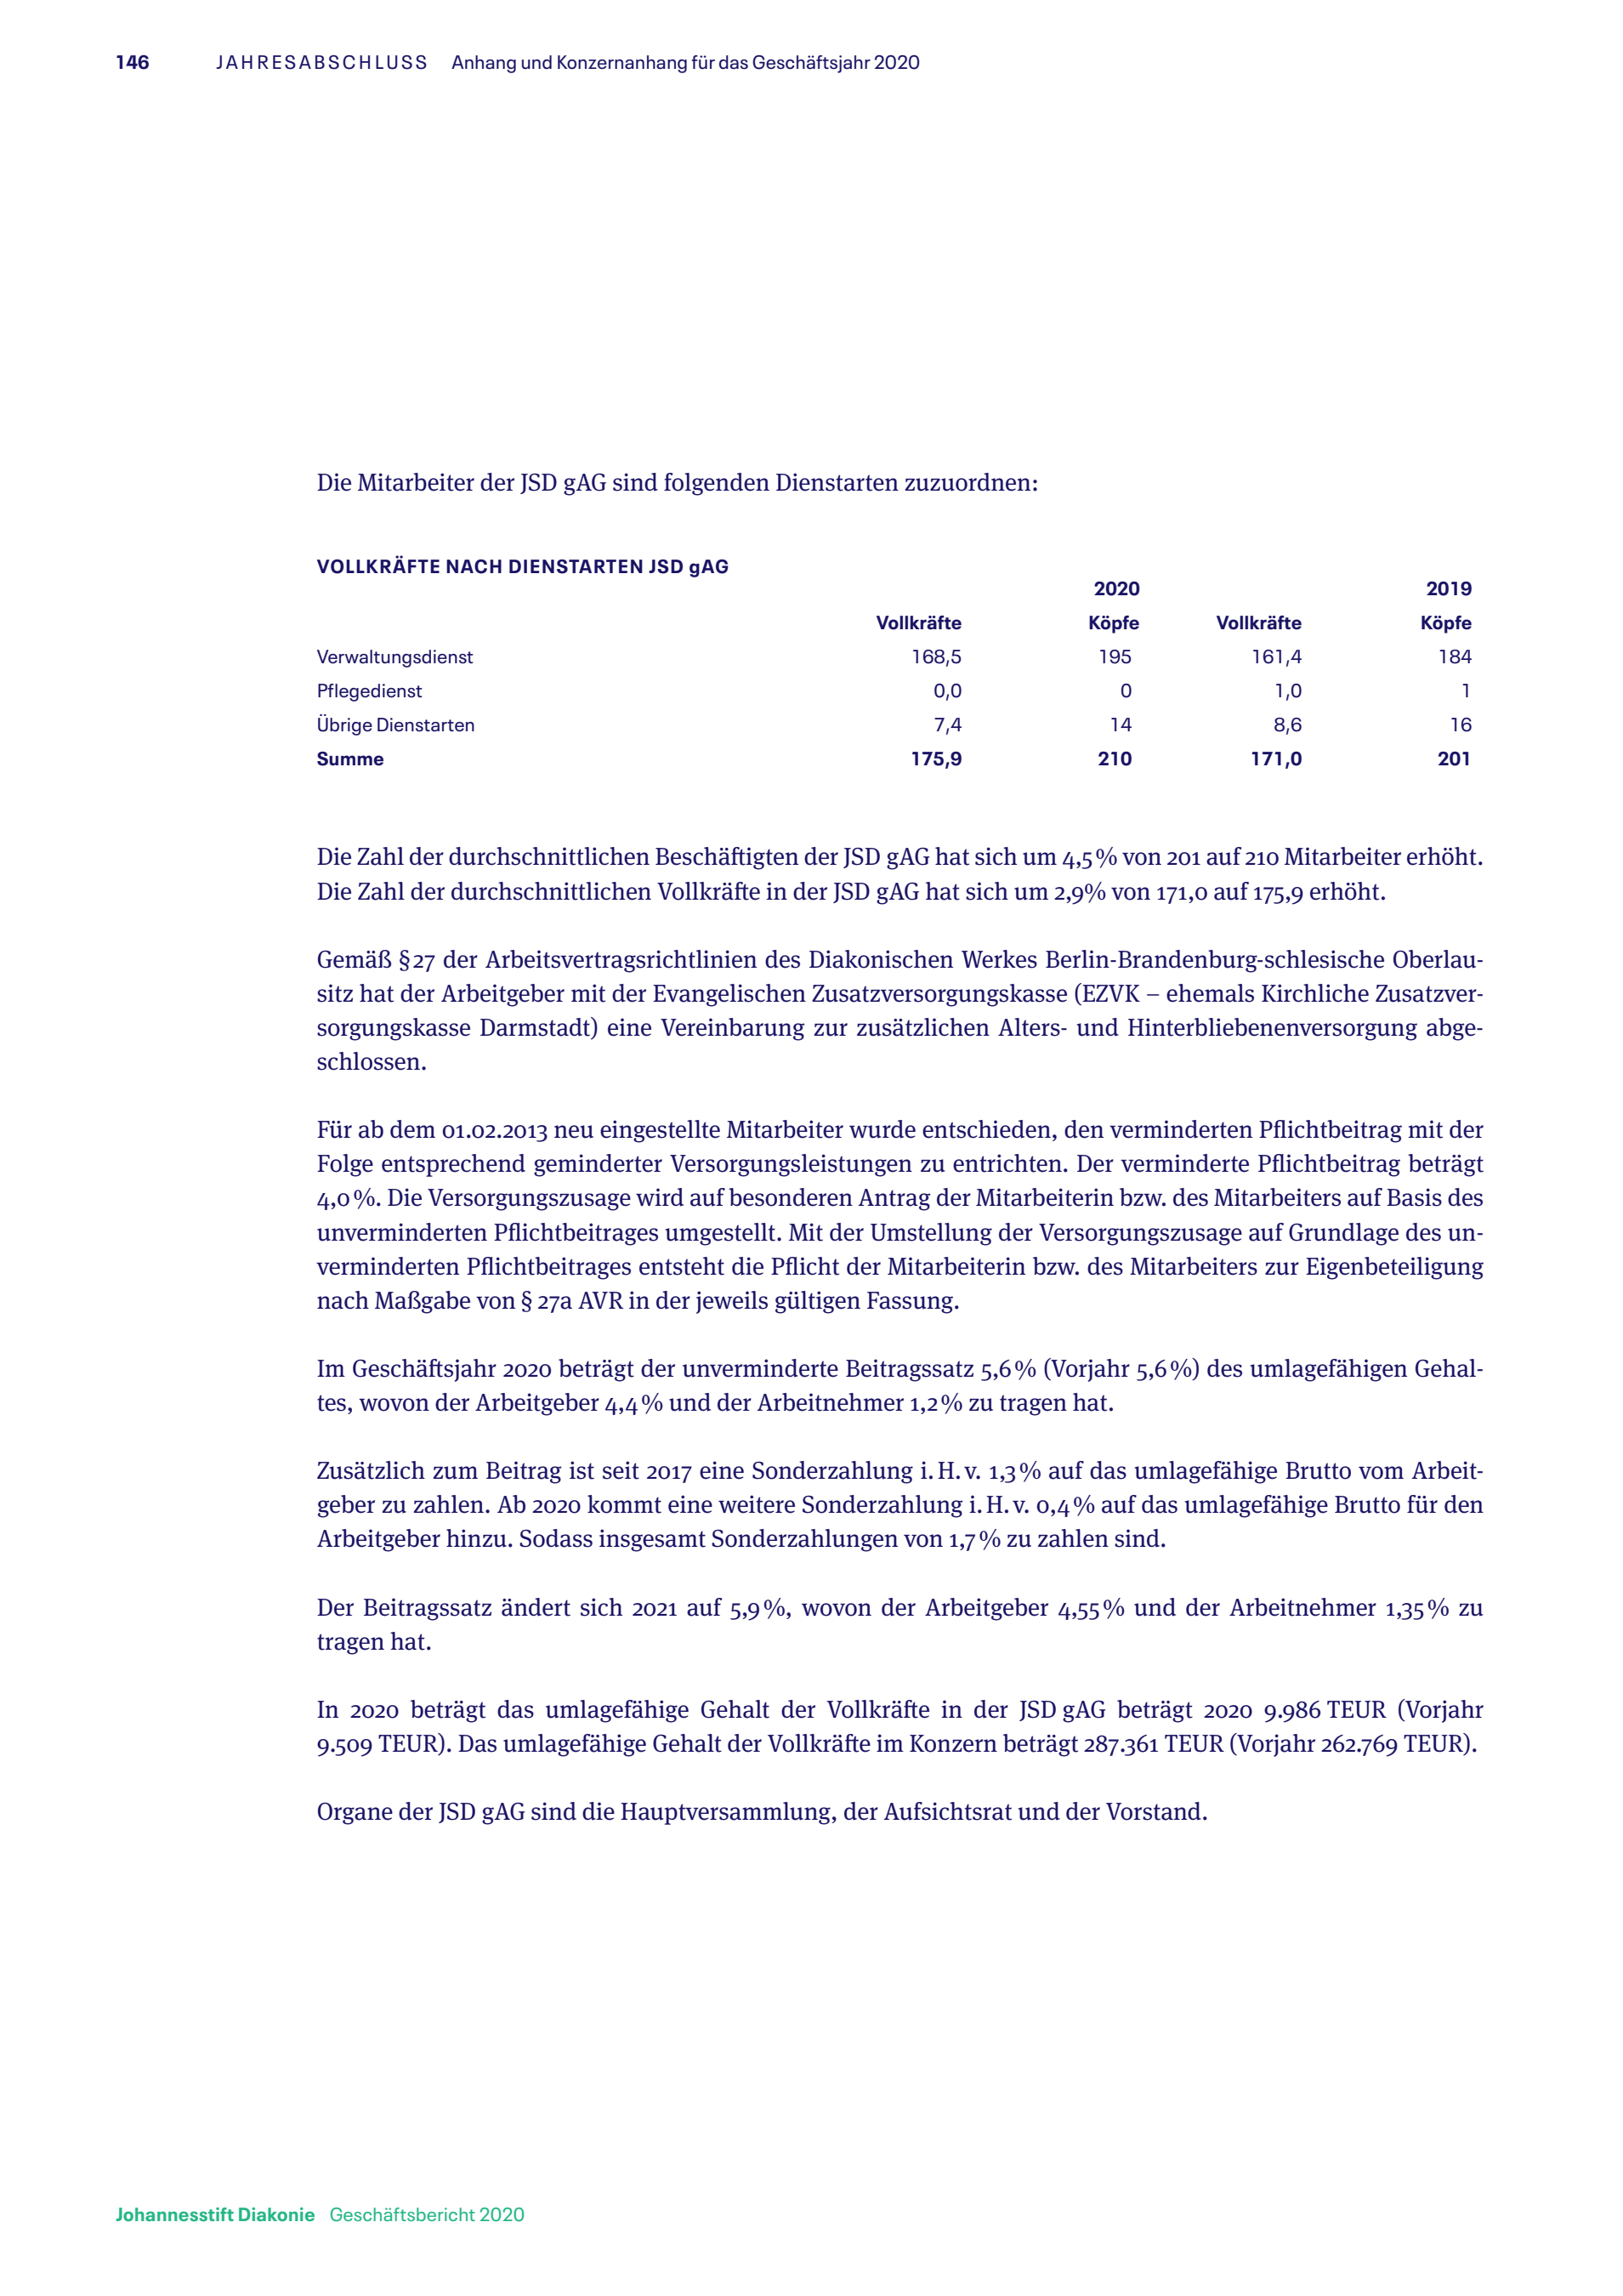 146 JAHRESABSCHLUSS Anhang und Konzernanhang für das Geschäftsjahr 2020
Die Mitarbeiter der JSD gAG sind folgenden Dienstarten zuzuordnen:
VOLLKRÄFTE NACH DIENSTARTEN JSD gAG
2020 2019
Vollkräfte Köpfe Vollkräfte Köpfe
Verwaltungsdienst 168,5 195 161,4 184
Pflegedienst 0,0 0 1,0 1
Übrige Dienstarten 7,4 14 8,6 16
Summe 175,9 210 171,0 201
Die Zahl der durchschnittlichen Beschäftigten der JSD gAG hat sich um 4,5 % von 201 auf 210 Mitarbeiter erhöht.
Die Zahl der durchschnittlichen Vollkräfte in der JSD gAG hat sich um 2,9% von 171,0 auf 175,9 erhöht.
Gemäß § 27 der Arbeitsvertragsrichtlinien des Diakonischen Werkes Berlin-Brandenburg-schlesische Oberlau-
sitz hat der Arbeitgeber mit der Evangelischen Zusatzversorgungskasse (EZVK – ehemals Kirchliche Zusatzver-
sorgungskasse Darmstadt) eine Vereinbarung zur zusätzlichen Alters- und Hinterbliebenenversorgung abge-
schlossen.
Für ab dem 01.02.2013 neu eingestellte Mitarbeiter wurde entschieden, den verminderten Pflichtbeitrag mit der
Folge entsprechend geminderter Versorgungsleistungen zu entrichten. Der verminderte Pflichtbeitrag beträgt
4,0 %. Die Versorgungszusage wird auf besonderen Antrag der Mitarbeiterin bzw. des Mitarbeiters auf Basis des
unverminderten Pflichtbeitrages umgestellt. Mit der Umstellung der Versorgungszusage auf Grundlage des un-
verminderten Pflichtbeitrages entsteht die Pflicht der Mitarbeiterin bzw. des Mitarbeiters zur Eigenbeteiligung
nach Maßgabe von § 27a AVR in der jeweils gültigen Fassung.
Im Geschäftsjahr 2020 beträgt der unverminderte Beitragssatz 5,6 % (Vorjahr 5,6 %) des umlagefähigen Gehal-
tes, wovon der Arbeitgeber 4,4 % und der Arbeitnehmer 1,2 % zu tragen hat.
Zusätzlich zum Beitrag ist seit 2017 eine Sonderzahlung i. H. v. 1,3 % auf das umlagefähige Brutto vom Arbeit-
geber zu zahlen. Ab 2020 kommt eine weitere Sonderzahlung i. H. v. 0,4 % auf das umlagefähige Brutto für den
Arbeitgeber hinzu. Sodass insgesamt Sonderzahlungen von 1,7 % zu zahlen sind.
Der Beitragssatz ändert sich 2021 auf 5,9 %, wovon der Arbeitgeber 4,55 % und der Arbeitnehmer 1,35 % zu
tragen hat.
In 2020 beträgt das umlagefähige Gehalt der Vollkräfte in der JSD gAG beträgt 2020 9.986 TEUR (Vorjahr
9.509 TEUR). Das umlagefähige Gehalt der Vollkräfte im Konzern beträgt 287.361 TEUR (Vorjahr 262.769 TEUR).
Organe der JSD gAG sind die Hauptversammlung, der Aufsichtsrat und der Vorstand.
Johannesstift Diakonie Geschäftsbericht 2020